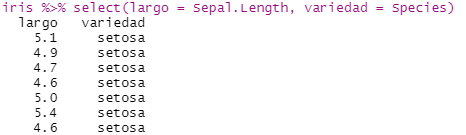 iris %>% select(largo = Sepal.Length, variedad = Species)
largo variedad
5.1 setosa
4.9 setosa
4.7 setosa
4.6 setosa
5.0 setosa
5.4 setosa
4.6 setosa